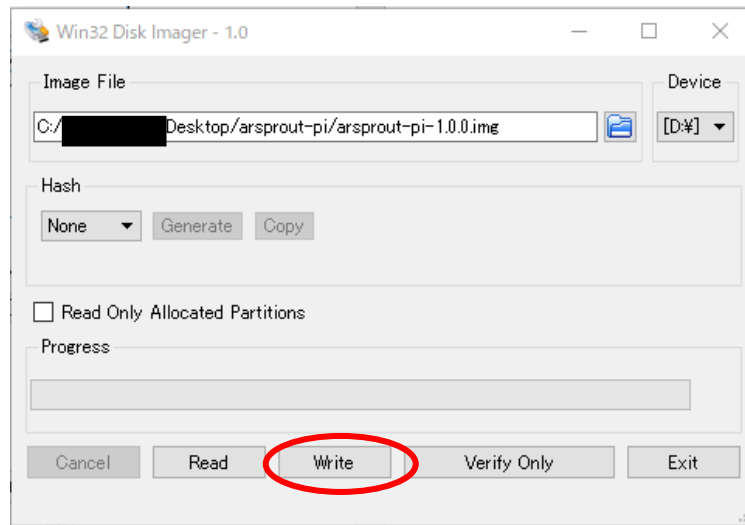 Win32 Disk Imager - 1.0
Image File
Device
C:/ Desktop/arsprout-pi/arsprout-pi-1.0.0.img
[D:¥]
Hash
None Generate Copy
Read Only Allocated Partitions
Progress
Cancel Read Write Verify Only Exit